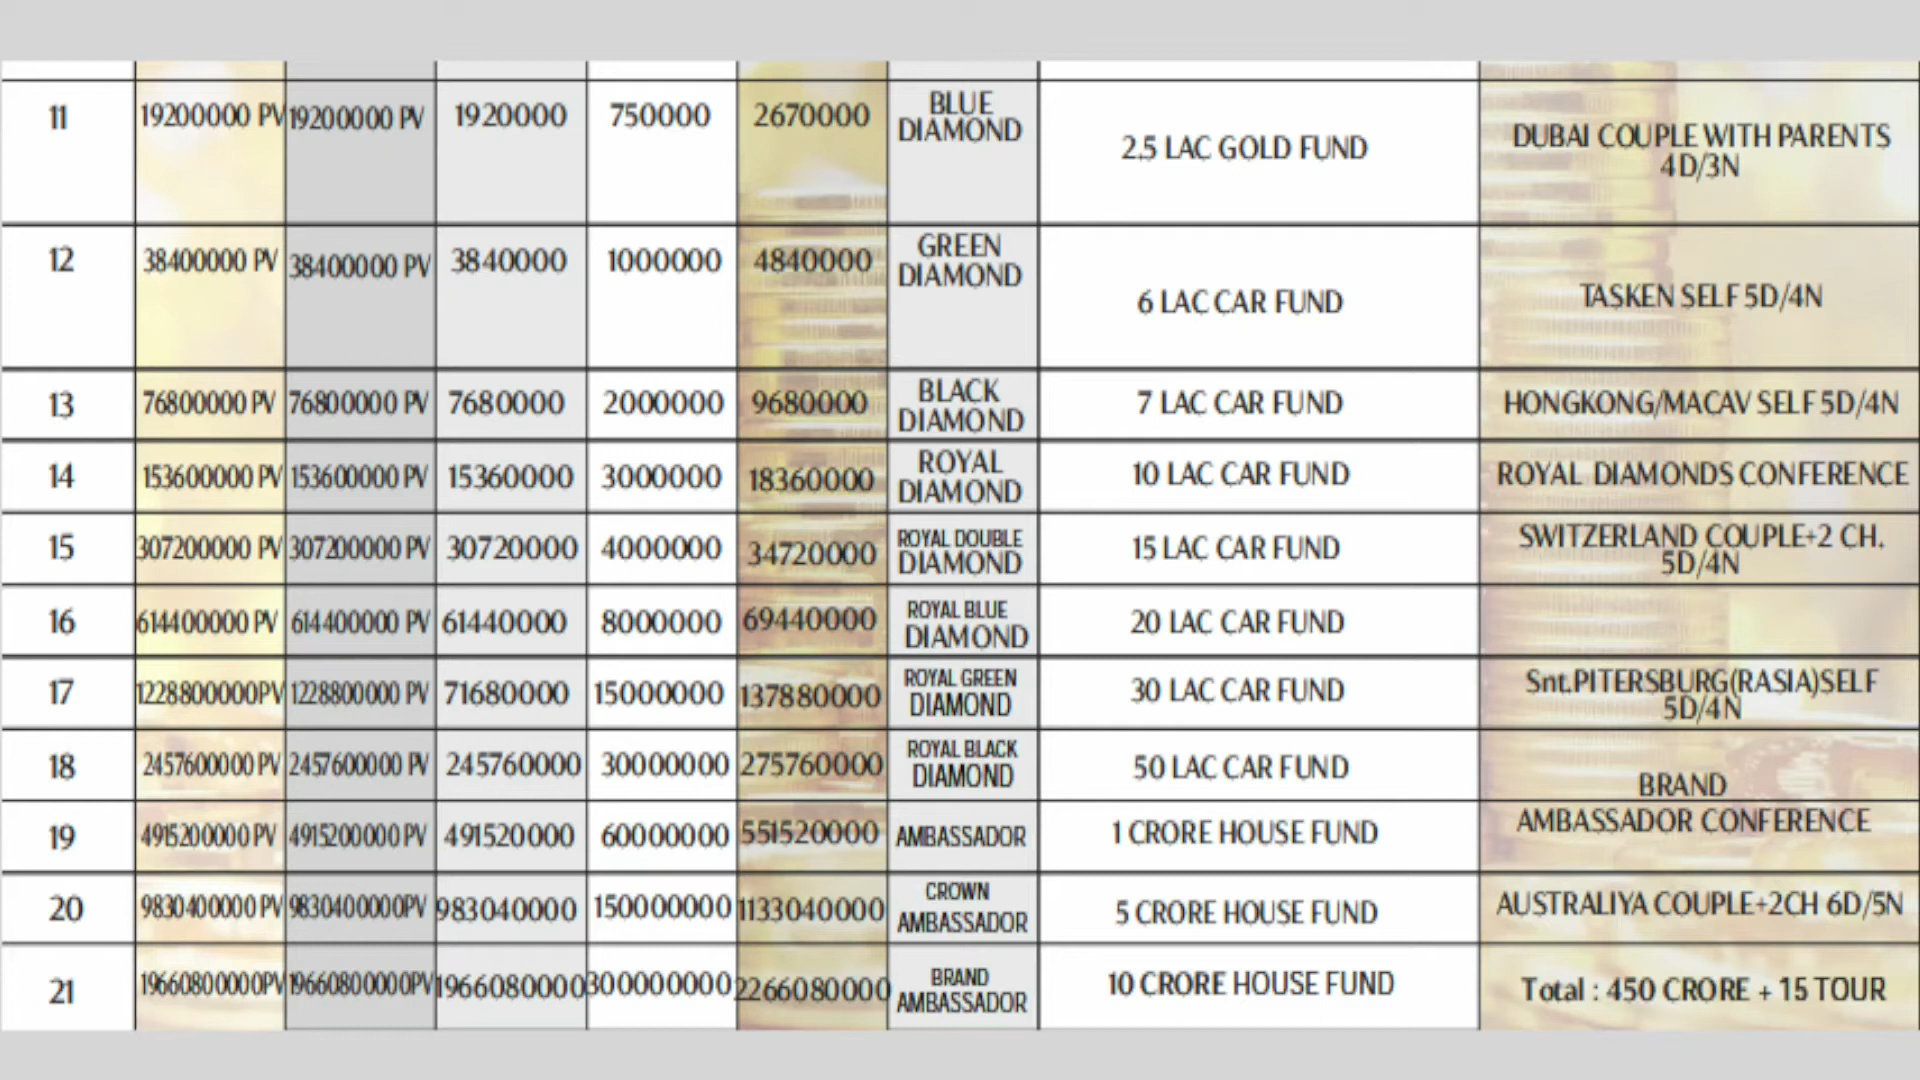 11 19200000 PV 19200000 PV 1920000 750000 2670000 BLUE DIAMOND 2.5 LAC GOLD FUND DUBAI COUPLE WITH PARENTS 4D/3N
12 38400000 PV 38400000 PV 3840000 1000000 4840000 GREEN DIAMOND 6 LAC CAR FUND TASKEN SELF 5D/4N
13 76800000 PV 76800000 PV 7680000 2000000 9680000 BLACK DIAMOND 7 LAC CAR FUND HONGKONG/MACAV SELF 5D/4N
14 153600000 PV 153600000 PV 15360000 3000000 18360000 ROYAL DIAMOND 10 LAC CAR FUND ROYAL DIAMONDS CONFERENCE
15 307200000 PV 307200000 PV 30720000 4000000 34720000 ROYAL DOUBLE DIAMOND 15 LAC CAR FUND SWITZERLAND COUPLE+2 CH. 5D/4N
16 614400000 PV 614400000 PV 61440000 8000000 69440000 ROYAL BLUE DIAMOND 20 LAC CAR FUND
17 1228800000PV 1228800000 PV 71680000 15000000 137880000 ROYAL GREEN DIAMOND 30 LAC CAR FUND Snt.PITERSBURG(RASIA)SELF 5D/4N
18 2457600000 PV 2457600000 PV 245760000 30000000 275760000 ROYAL BLACK DIAMOND 50 LAC CAR FUND BRAND
19 4915200000 PV 4915200000 PV 491520000 60000000 551520000 AMBASSADOR 1 CRORE HOUSE FUND AMBASSADOR CONFERENCE
20 9830400000 PV 9830400000PV 983040000 150000000 1133040000 CROWN AMBASSADOR 5 CRORE HOUSE FUND AUSTRALIYA COUPLE+2CH 6D/5N
21 19660800000PV 19660800000PV 1966080000 300000000 2266080000 BRAND AMBASSADOR 10 CRORE HOUSE FUND Total : 450 CRORE + 15 TOUR